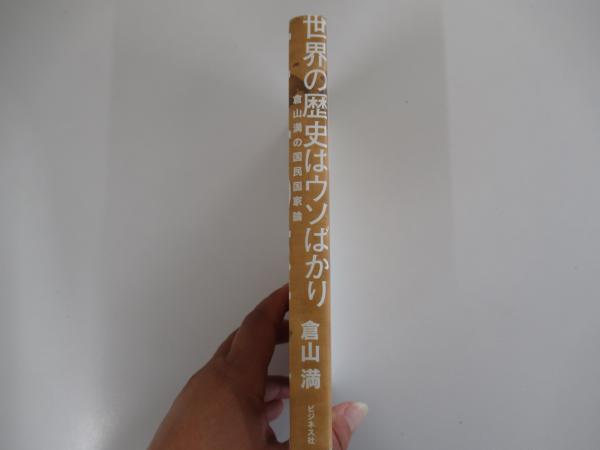 世界の歴史はウソばかり
倉山満の国民国家論
倉山 満
ビジネス社